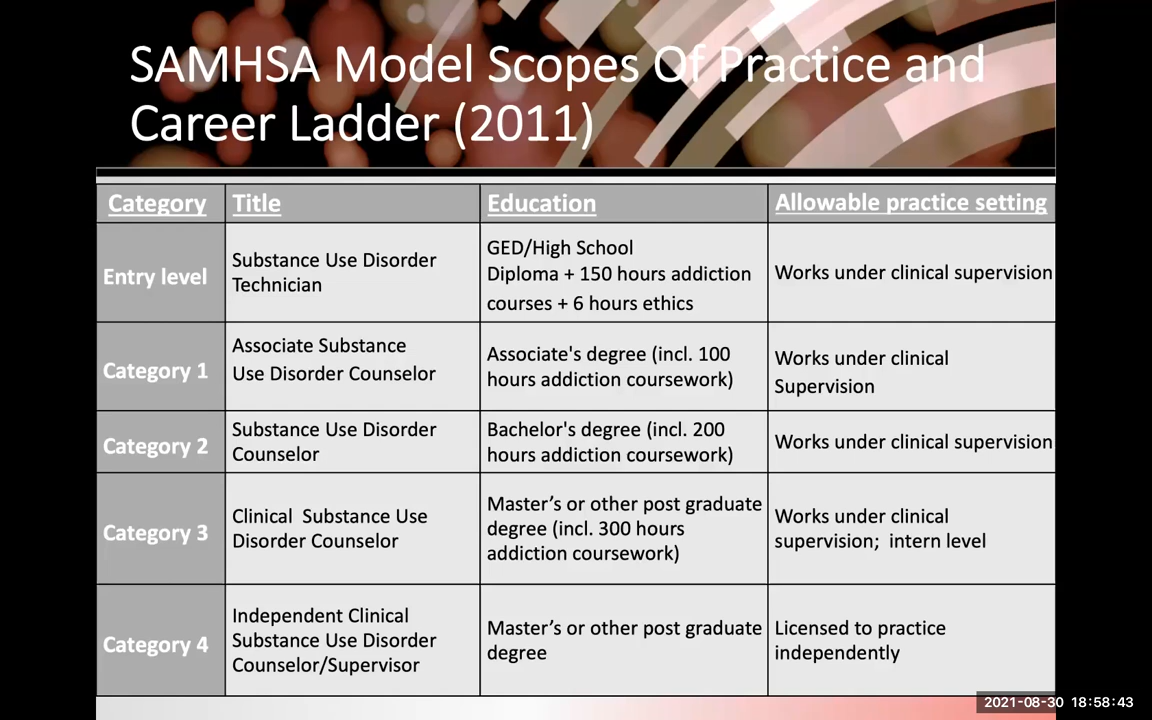 SAMHSA Model Scopes Of Practice and
Career Ladder (2011)
Category Title Education Allowable practice setting
Entry level
Substance Use Disorder
Technician
GED/High School
Diploma + 150 hours addiction
courses + 6 hours ethics
Works under clinical supervision
Category 1
Associate Substance
Use Disorder Counselor
Associate's degree (incl. 100
hours addiction coursework)
Works under clinical
Supervision
Category 2
Substance Use Disorder
Counselor
Bachelor's degree (incl. 200
hours addiction coursework)
Works under clinical supervision
Category 3
Clinical  Substance Use
Disorder Counselor
Master’s or other post graduate
degree (incl. 300 hours
addiction coursework)
Works under clinical
supervision;  intern level
Category 4
Independent Clinical
Substance Use Disorder
Counselor/Supervisor
Master’s or other post graduate
degree
Licensed to practice
independently
2021-08-30 18:58:43